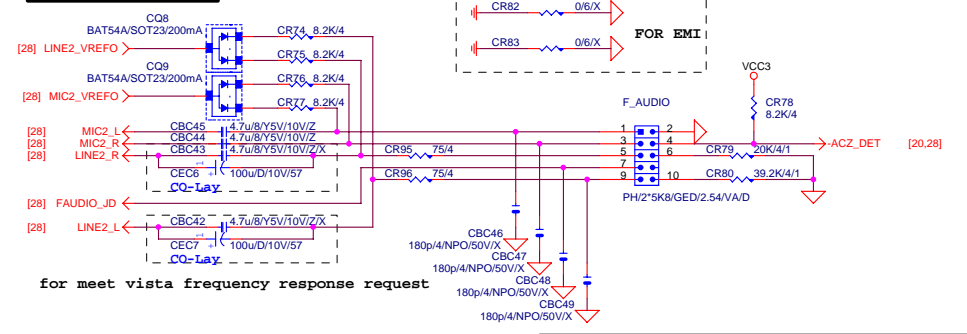 CR82 0/6/X
CR83 0/6/X
FOR EMI
CQ8
BAT54A/SOT23/200mA
[28] LINE2_VREFO
CR74 8.2K/4
CR75 8.2K/4
CQ9
BAT54A/SOT23/200mA
[28] MIC2_VREFO
CR76 8.2K/4
CR77 8.2K/4
VCC3
CR78
8.2K/4
F_AUDIO
[28] MIC2_L
CBC45 4.7u/8/Y5V/10V/Z
[28] MIC2_R
CBC44 4.7u/8/Y5V/10V/Z
[28] LINE2_R
CBC43 4.7u/8/Y5V/10V/Z/X
1
CEC6 100u/D/10V/57
+
CO-Lay
CR95 75/4
CR96 75/4
1 2
3 4
5 6
7
9 10
PH/2*5K8/GED/2.54/VA/D
CR79 20K/4/1
CR80 39.2K/4/1
-ACZ_DET [20,28]
[28] FAUDIO_JD
[28] LINE2_L
CBC42 4.7u/8/Y5V/10V/Z/X
1
CEC7 100u/D/10V/57
+
CO-Lay
CBC46
180p/4/NPO/50V/X
CBC47
180p/4/NPO/50V/X
CBC48
180p/4/NPO/50V/X
CBC49
180p/4/NPO/50V/X
for meet vista frequency response request